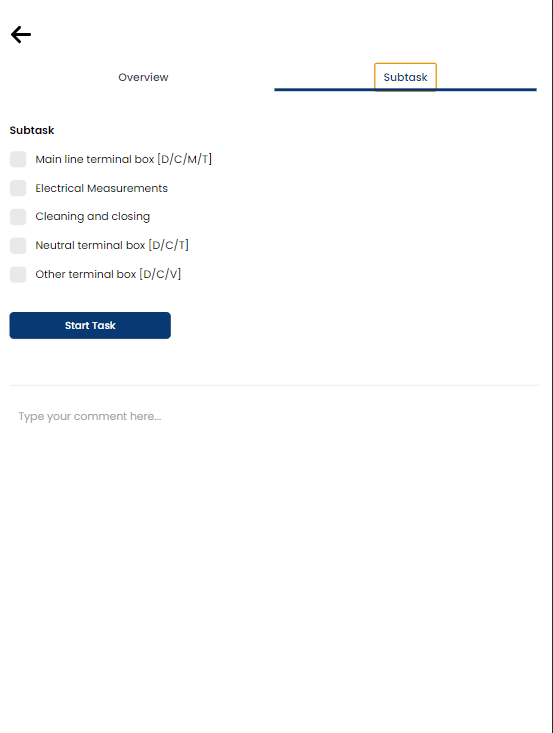 Overview
Subtask
Subtask
Main line terminal box [D/C/M/T]
Electrical Measurements
Cleaning and closing
Neutral terminal box [D/C/T]
Other terminal box [D/C/V]
Start Task
Type your comment here...